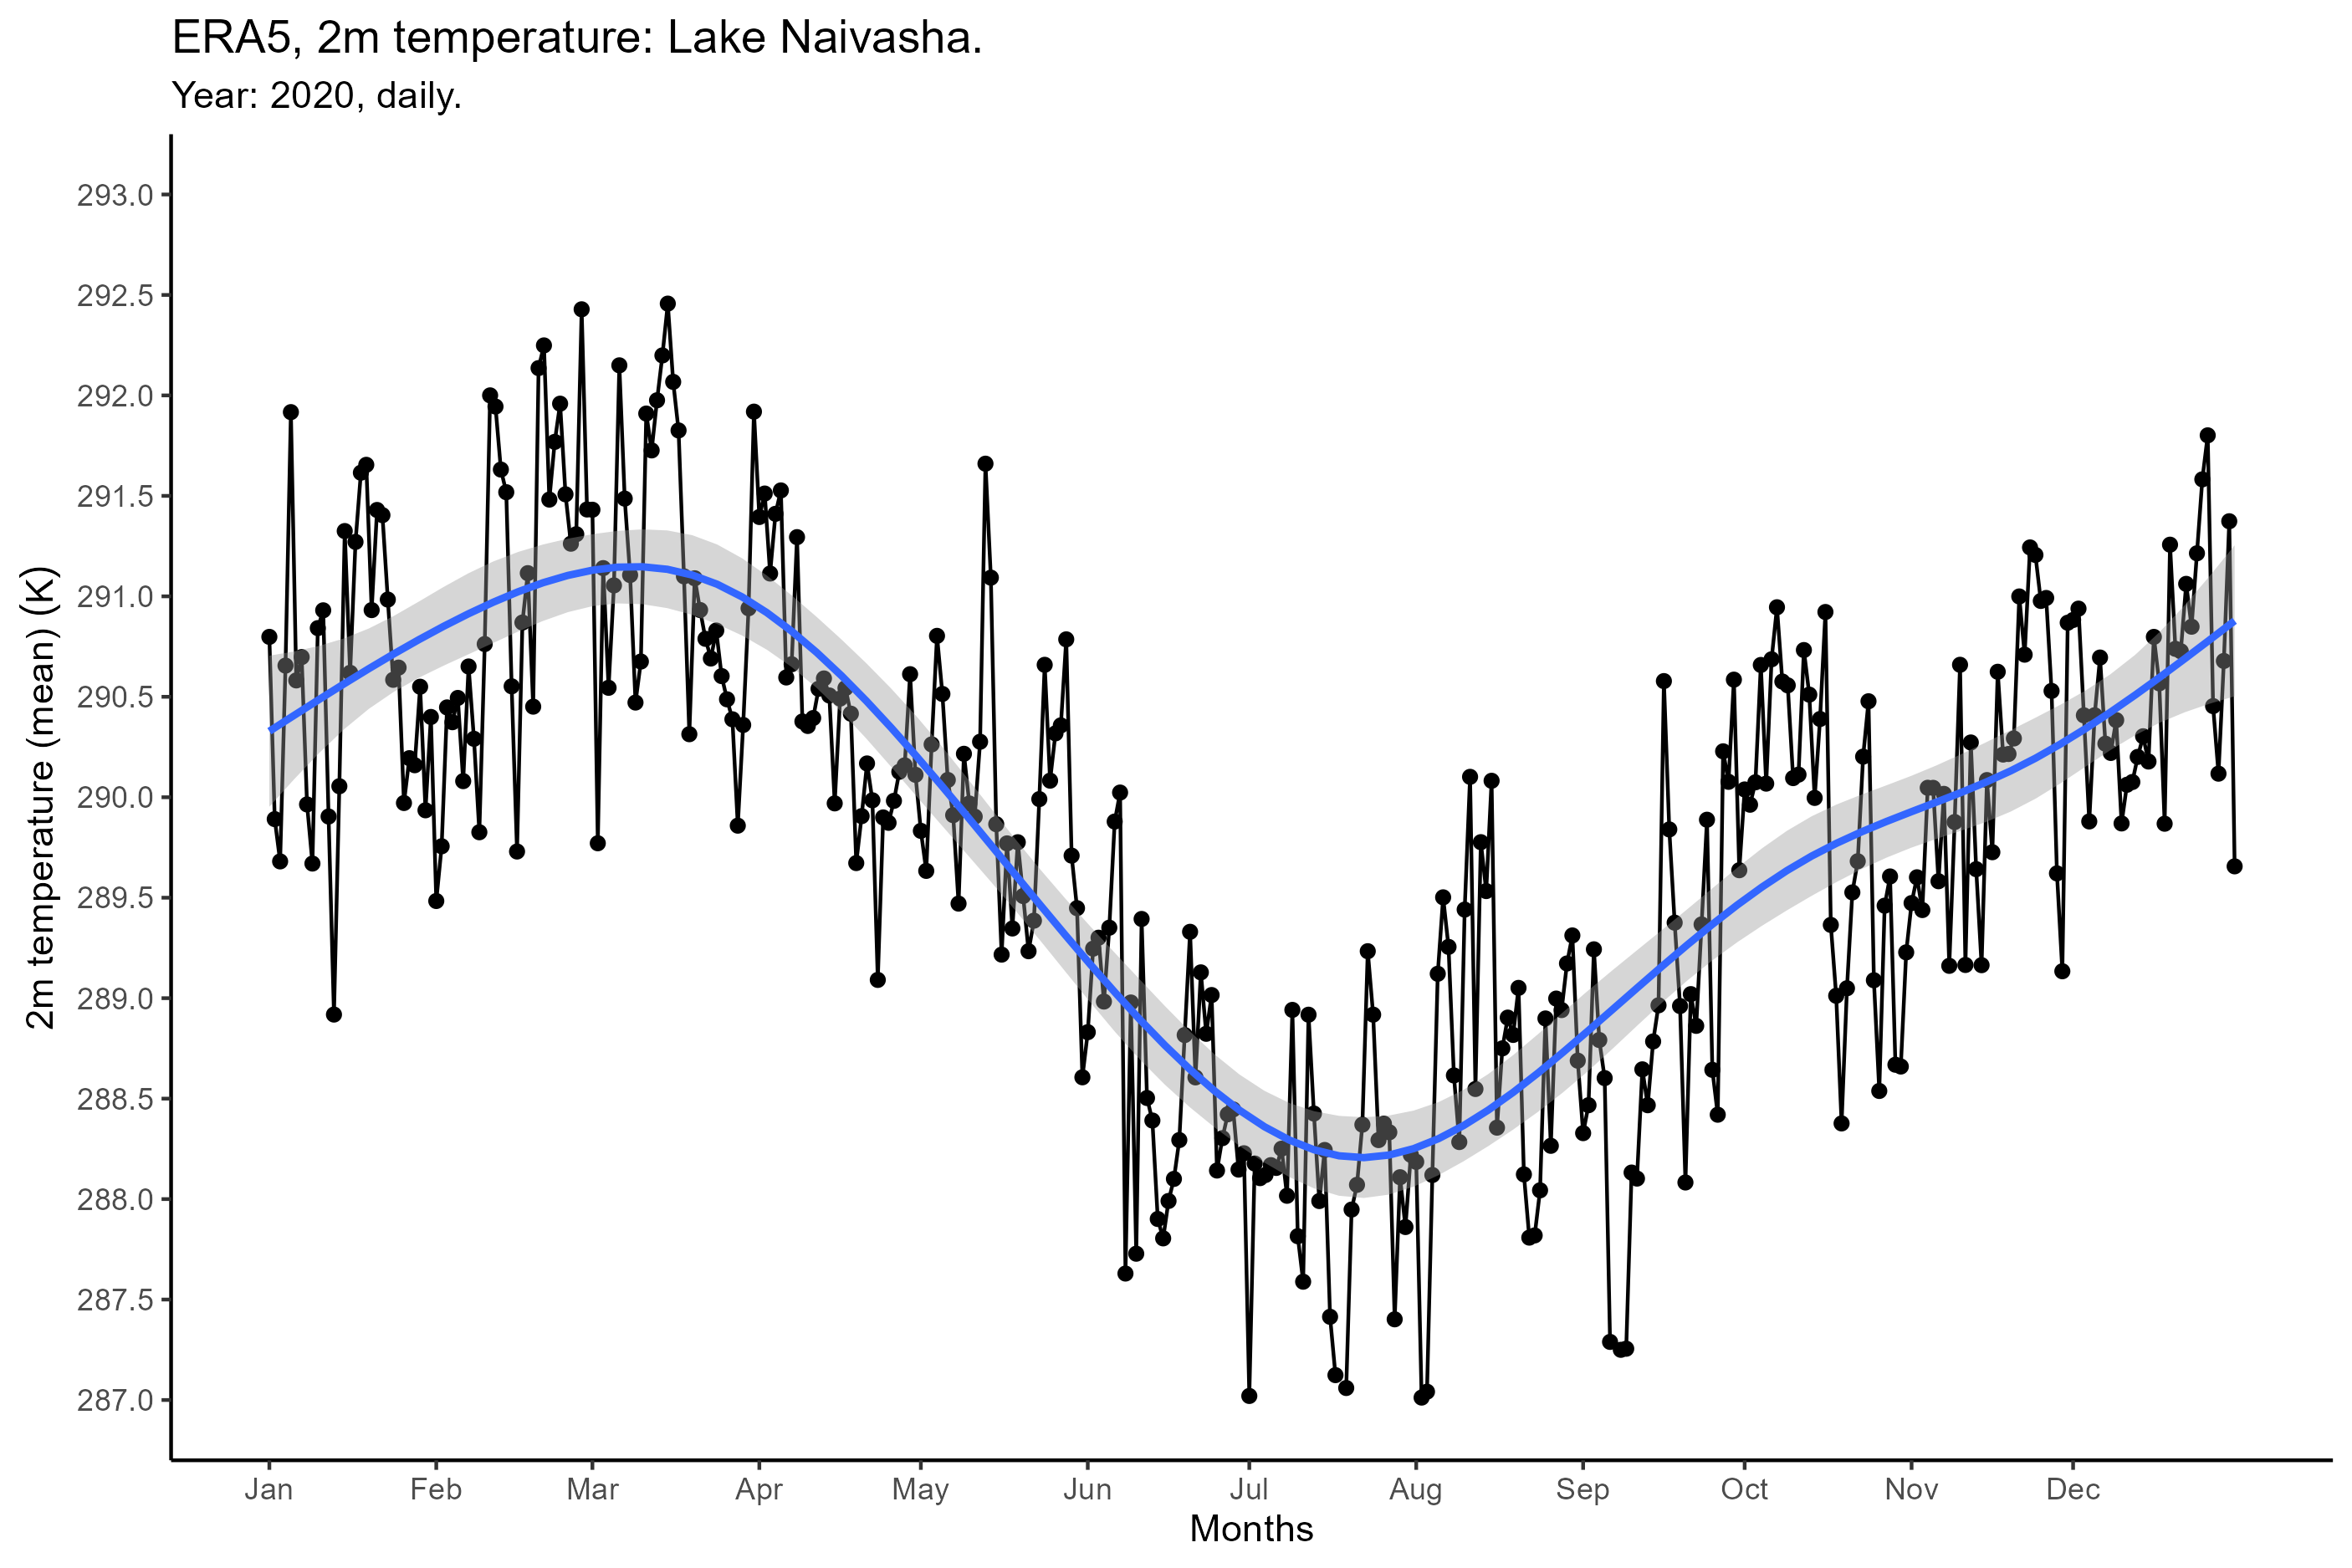 ERA5, 2m temperature: Lake Naivasha.
Year: 2020, daily.
2m temperature (mean) (K)
293.0
292.5
292.0
291.5
291.0
290.5
290.0
289.5
289.0
288.5
288.0
287.5
287.0
Jan Feb Mar Apr May Jun Jul Aug Sep Oct Nov Dec
Months